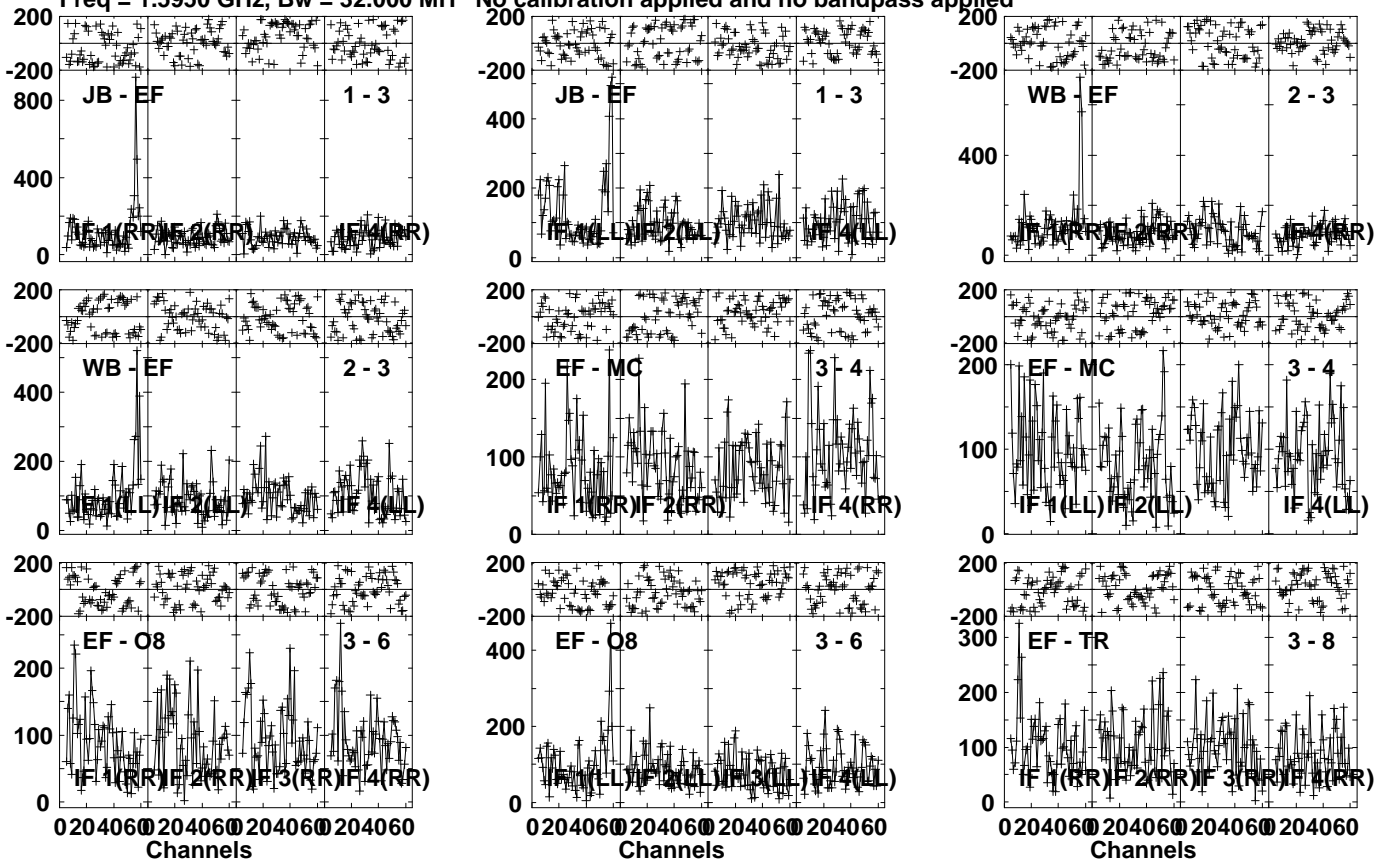 Freq = 1.5950 GHz, Bw = 32.000 MH No calibration applied and no bandpass applied
200
-200
JB - EF 1 - 3
800
400
0
IF 1(RR) IF 2(RR) IF 4(RR)
200
-200
JB - EF 1 - 3
400
200
0
IF 1(LL) IF 2(LL) IF 4(LL)
200
-200
WB - EF 2 - 3
400
0
IF 1(RR) IF 2(RR) IF 4(RR)
200
-200
WB - EF 2 - 3
400
200
0
IF 1(LL) IF 2(LL) IF 4(LL)
200
-200
EF - MC 3 - 4
200
100
0
IF 1(RR) IF 2(RR) IF 4(RR)
200
-200
EF - MC 3 - 4
200
100
0
IF 1(LL) IF 2(LL) IF 4(LL)
200
-200
EF - O8 3 - 6
200
100
0
IF 1(RR) IF 2(RR) IF 3(RR) IF 4(RR)
0 20 40 60 0 20 40 60 0 20 40 60 0 20 40 60
Channels
200
-200
EF - O8 3 - 6
400
200
0
IF 1(LL) IF 2(LL) IF 3(LL) IF 4(LL)
0 20 40 60 0 20 40 60 0 20 40 60 0 20 40 60
Channels
200
-200
EF - TR 3 - 8
300
200
100
0
IF 1(RR) IF 2(RR) IF 3(RR) IF 4(RR)
0 20 40 60 0 20 40 60 0 20 40 60 0 20 40 60
Channels